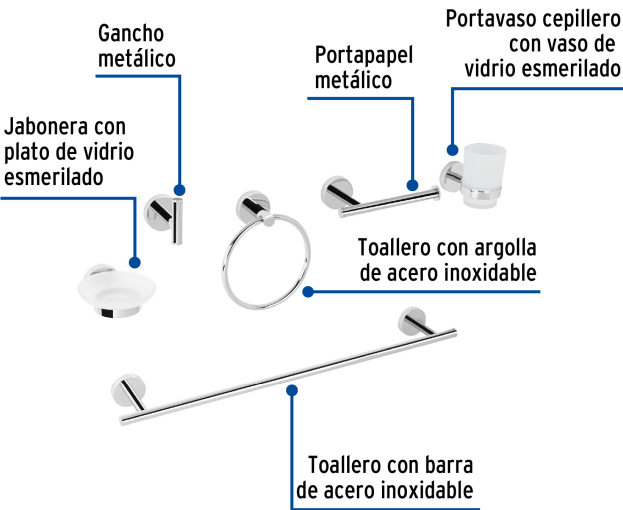 Portavaso cepillero
con vaso de
vidrio esmerilado
Gancho
metálico
Portapapel
metálico
Jabonera con
plato de vidrio
esmerilado
Toallero con argolla
de acero inoxidable
Toallero con barra
de acero inoxidable